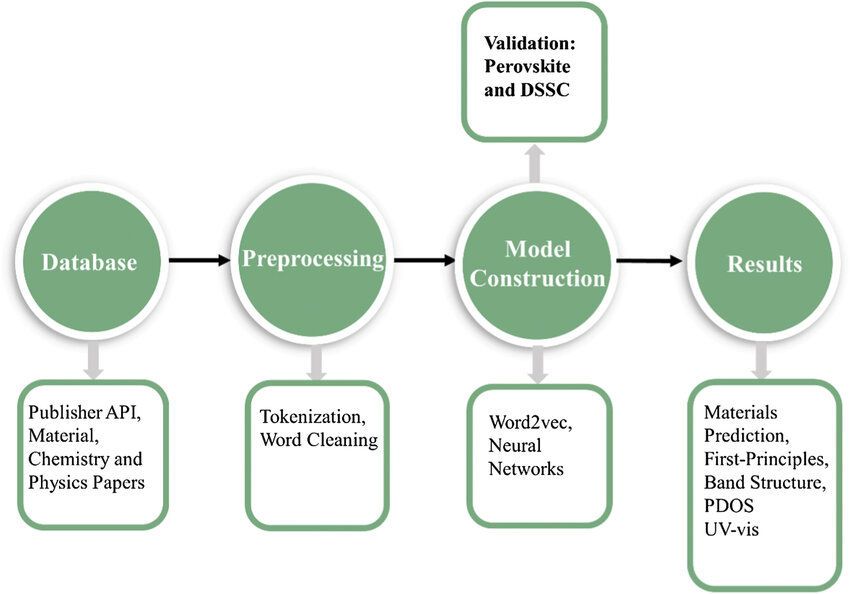 Validation:
Perovskite
and DSSC
Database
Preprocessing
Model
Construction
Results
Publisher API,
Material,
Chemistry and
Physics Papers
Tokenization,
Word Cleaning
Word2vec,
Neural
Networks
Materials
Prediction,
First-Principles,
Band Structure,
PDOS
UV-vis